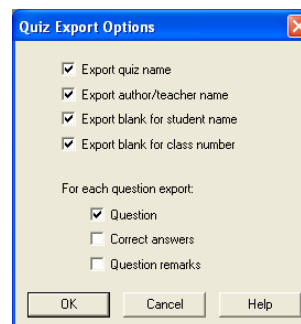 Quiz Export Options
Export quiz name
Export author/teacher name
Export blank for student name
Export blank for class number
For each question export:
Question
Correct answers
Question remarks
OK Cancel Help